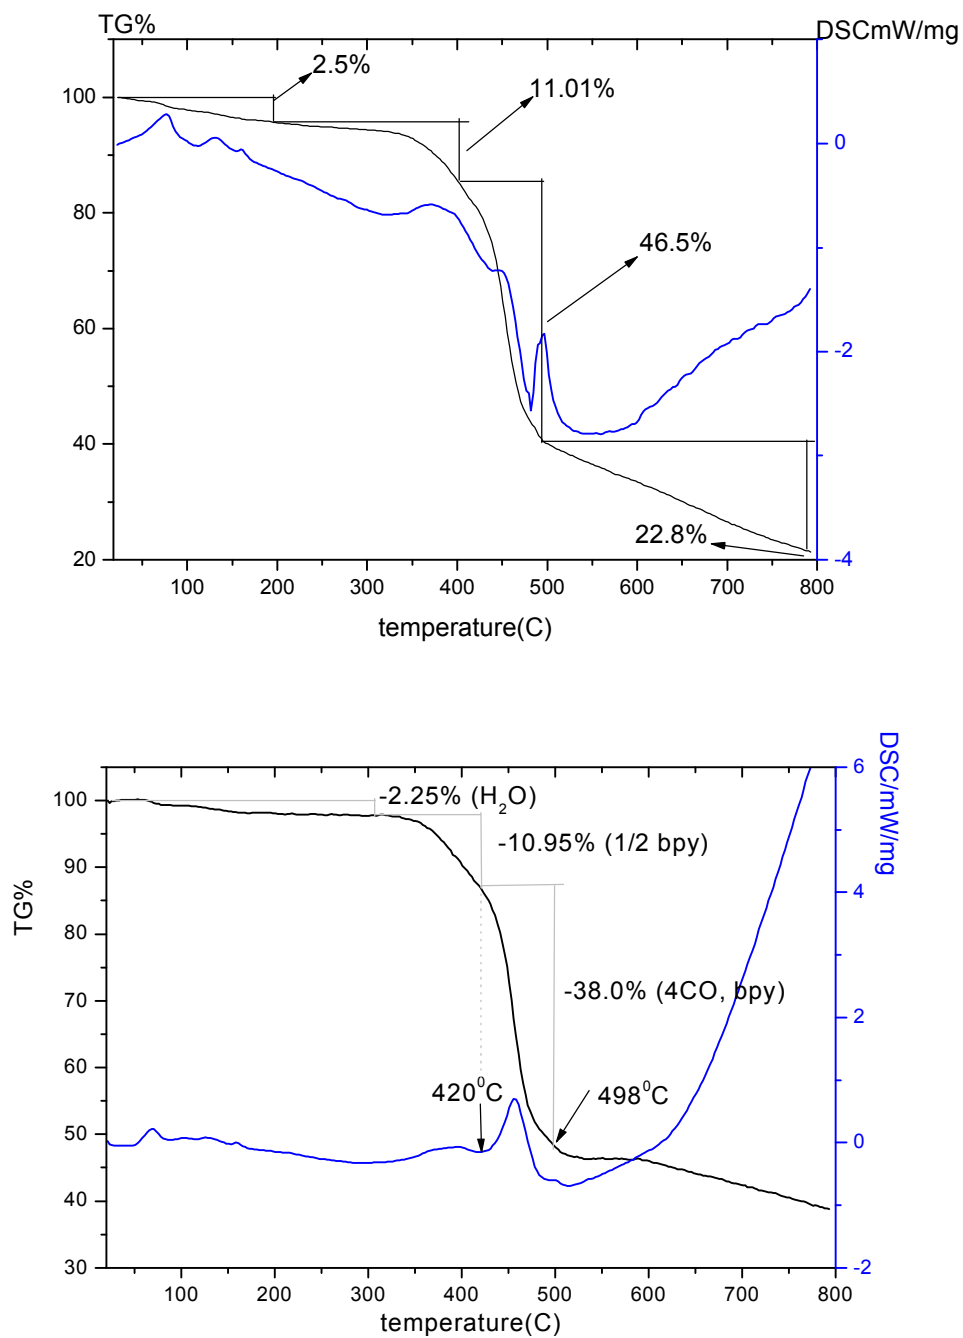 TG%
DSCmW/mg
2.5%
11.01%
46.5%
22.8%
100
80
60
40
20
0
-2
-4
100 200 300 400 500 600 700 800
temperature(C)
-2.25% (H₂O)
-10.95% (1/2 bpy)
-38.0% (4CO, bpy)
420⁰C
498⁰C
TG%
100
90
80
70
60
50
40
30
DSC/mW/mg
6
4
2
0
-2
100 200 300 400 500 600 700 800
temperature(C)